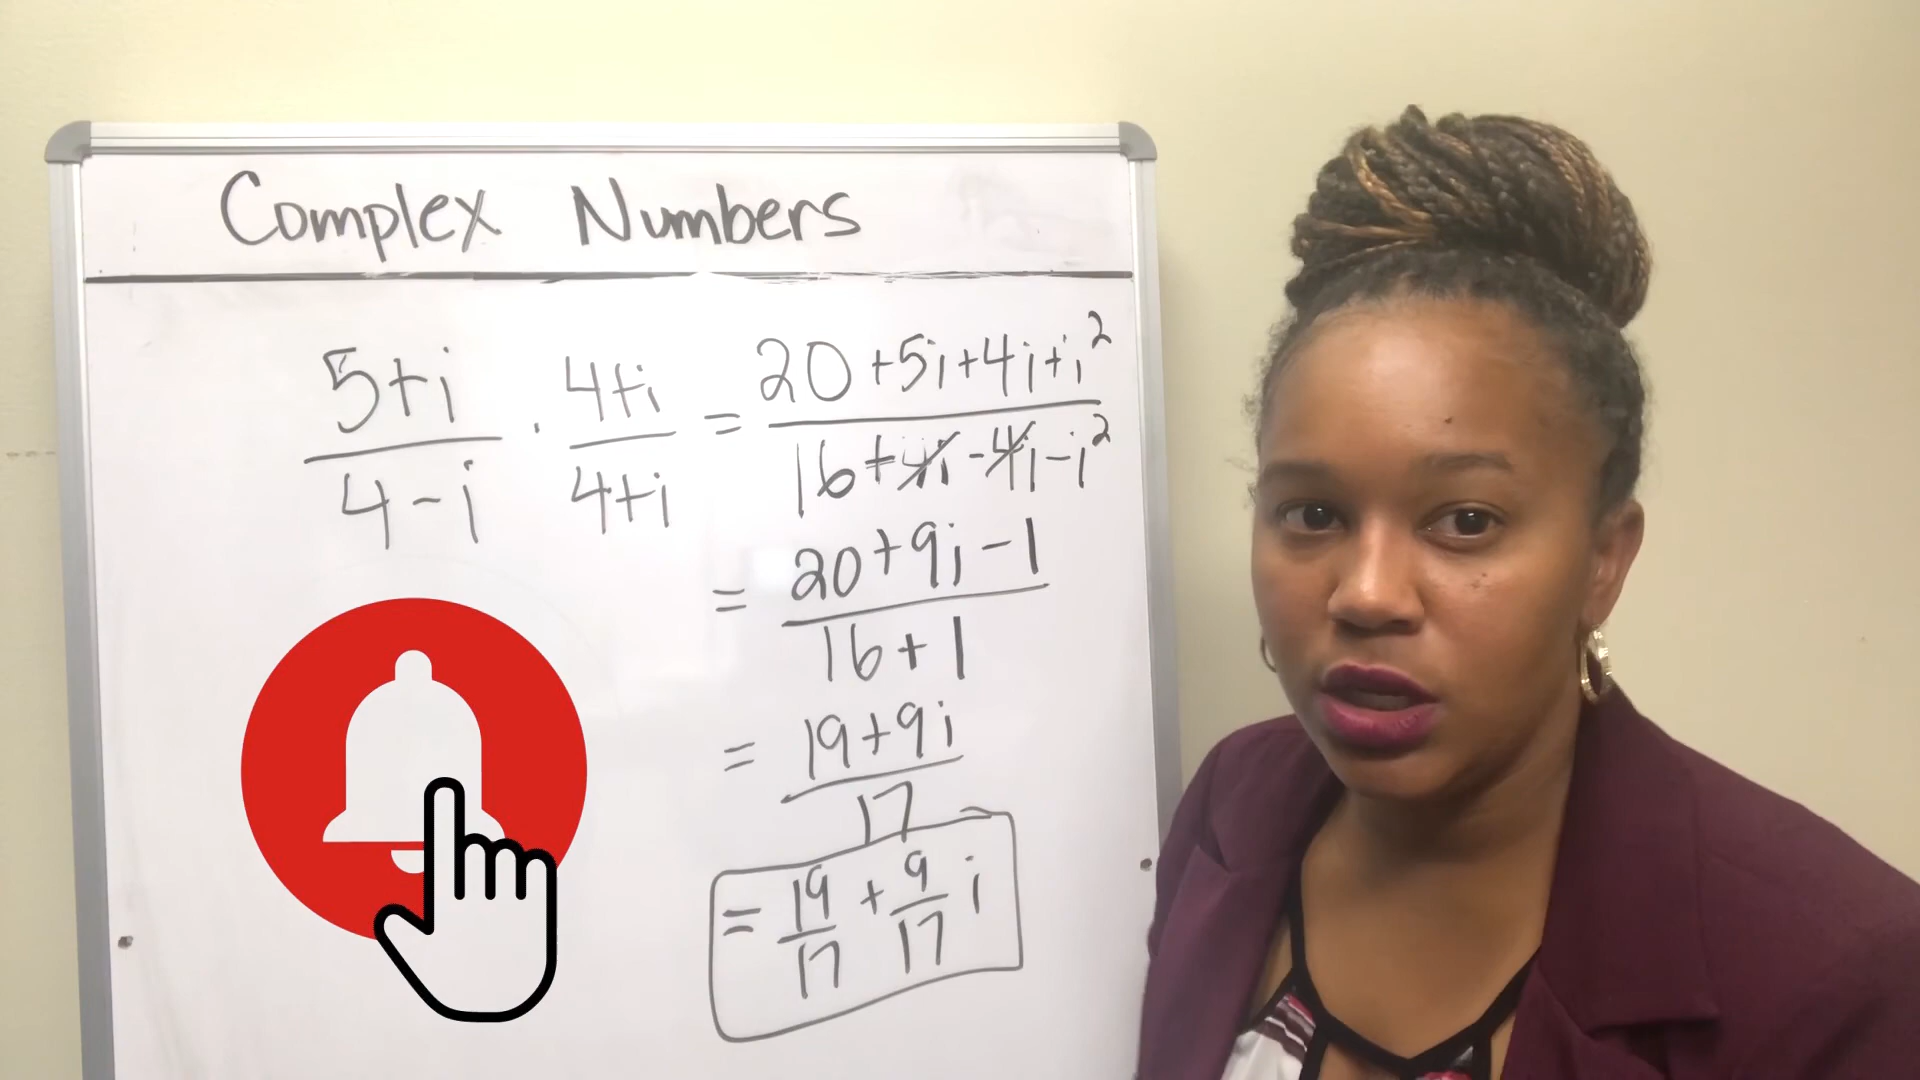 Complex Numbers
5+i / 4-i · 4+i / 4+i = 20+5i+4i+i² / 16+4i-4i-i²
= 20+9i-1 / 16+1
= 19+9i / 17
= 19/17 + 9/17 i